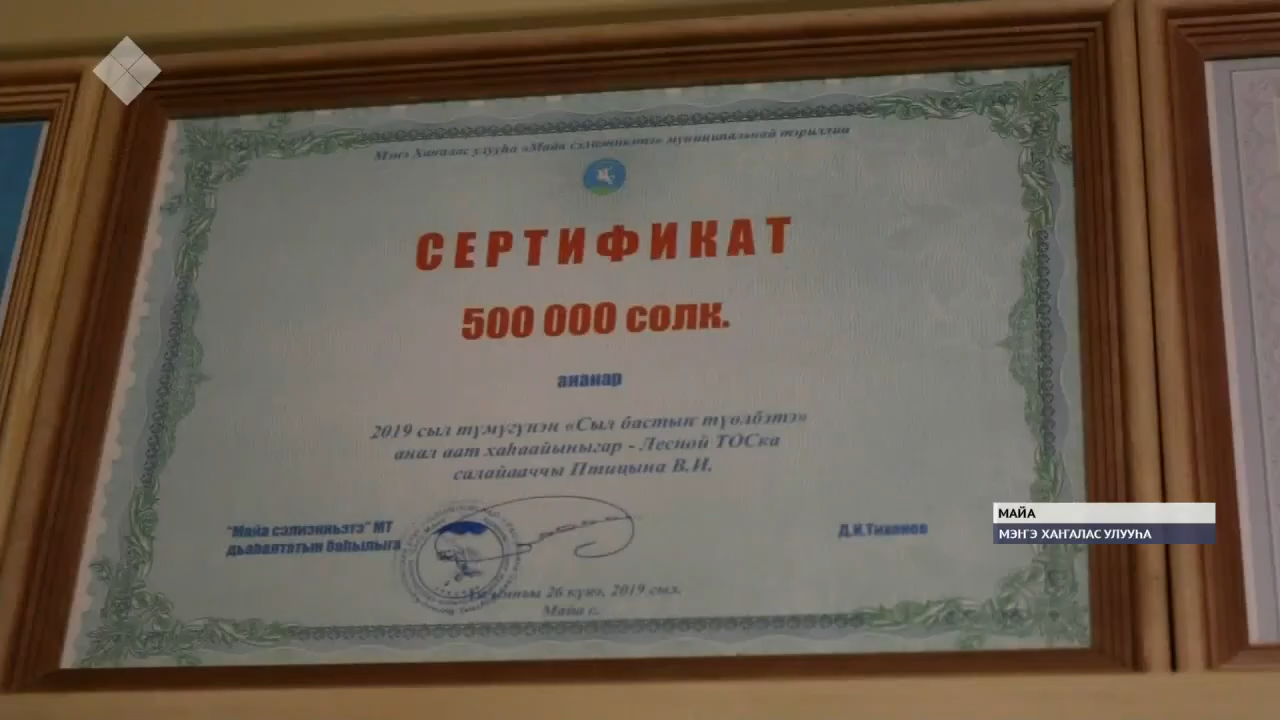 Мэҥэ Хаҥалас улууһа «Майа сэлиэнньэтэ» муниципальнай тэриллии
СЕРТИФИКАТ
500 000 солк.
ананар
2019 сыл түмүгүнэн «Сыл бастыҥ түөлбэтэ»
анал аат хаһаайыныгар - Лесной ТОСка
салайааччы Птицына В.И.
"Майа сэлиэнньэтэ" МТ
дьаһалтатын баһылыга
Д.И.Тихонов
26 күнэ, 2019 сыл.
Майа с.
МАЙА
МЭҤЭ ХАҤАЛАС УЛУУҺА